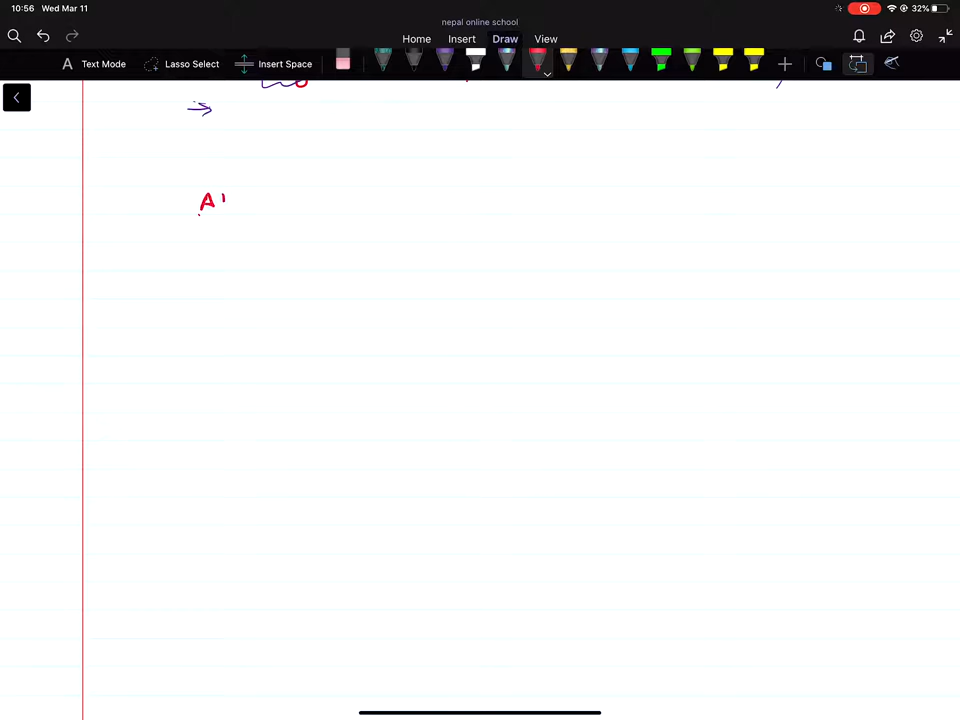 10:56 Wed Mar 11
32%
nepal online school
Home Insert Draw View
A Text Mode Lasso Select Insert Space
→
A'